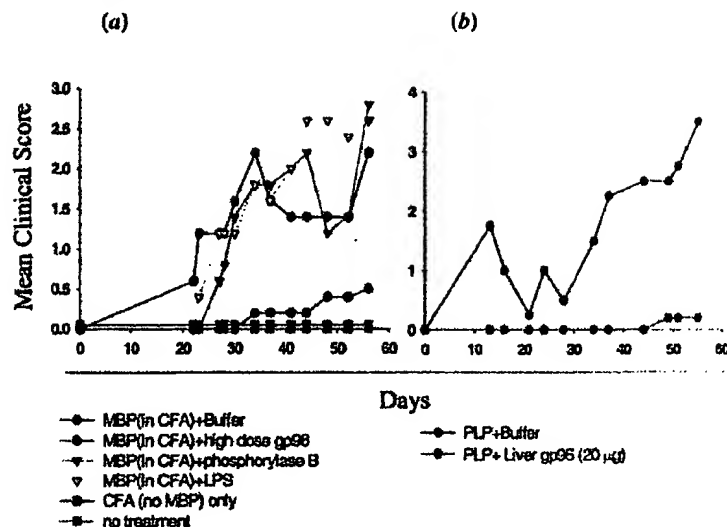 (a)
(b)
Mean Clinical Score
3.0
2.5
2.0
1.5
1.0
0.5
0.0
0
10
20
30
40
50
60
4
3
2
1
0
0
10
20
30
40
50
60
Days
MBP(in CFA)+Buffer
MBP(in CFA)+high dose gp96
MBP(in CFA)+phosphorylase B
MBP(in CFA)+LPS
CFA (no MBP) only
no treatment
PLP+Buffer
PLP+ Liver gp96 (20 µg)